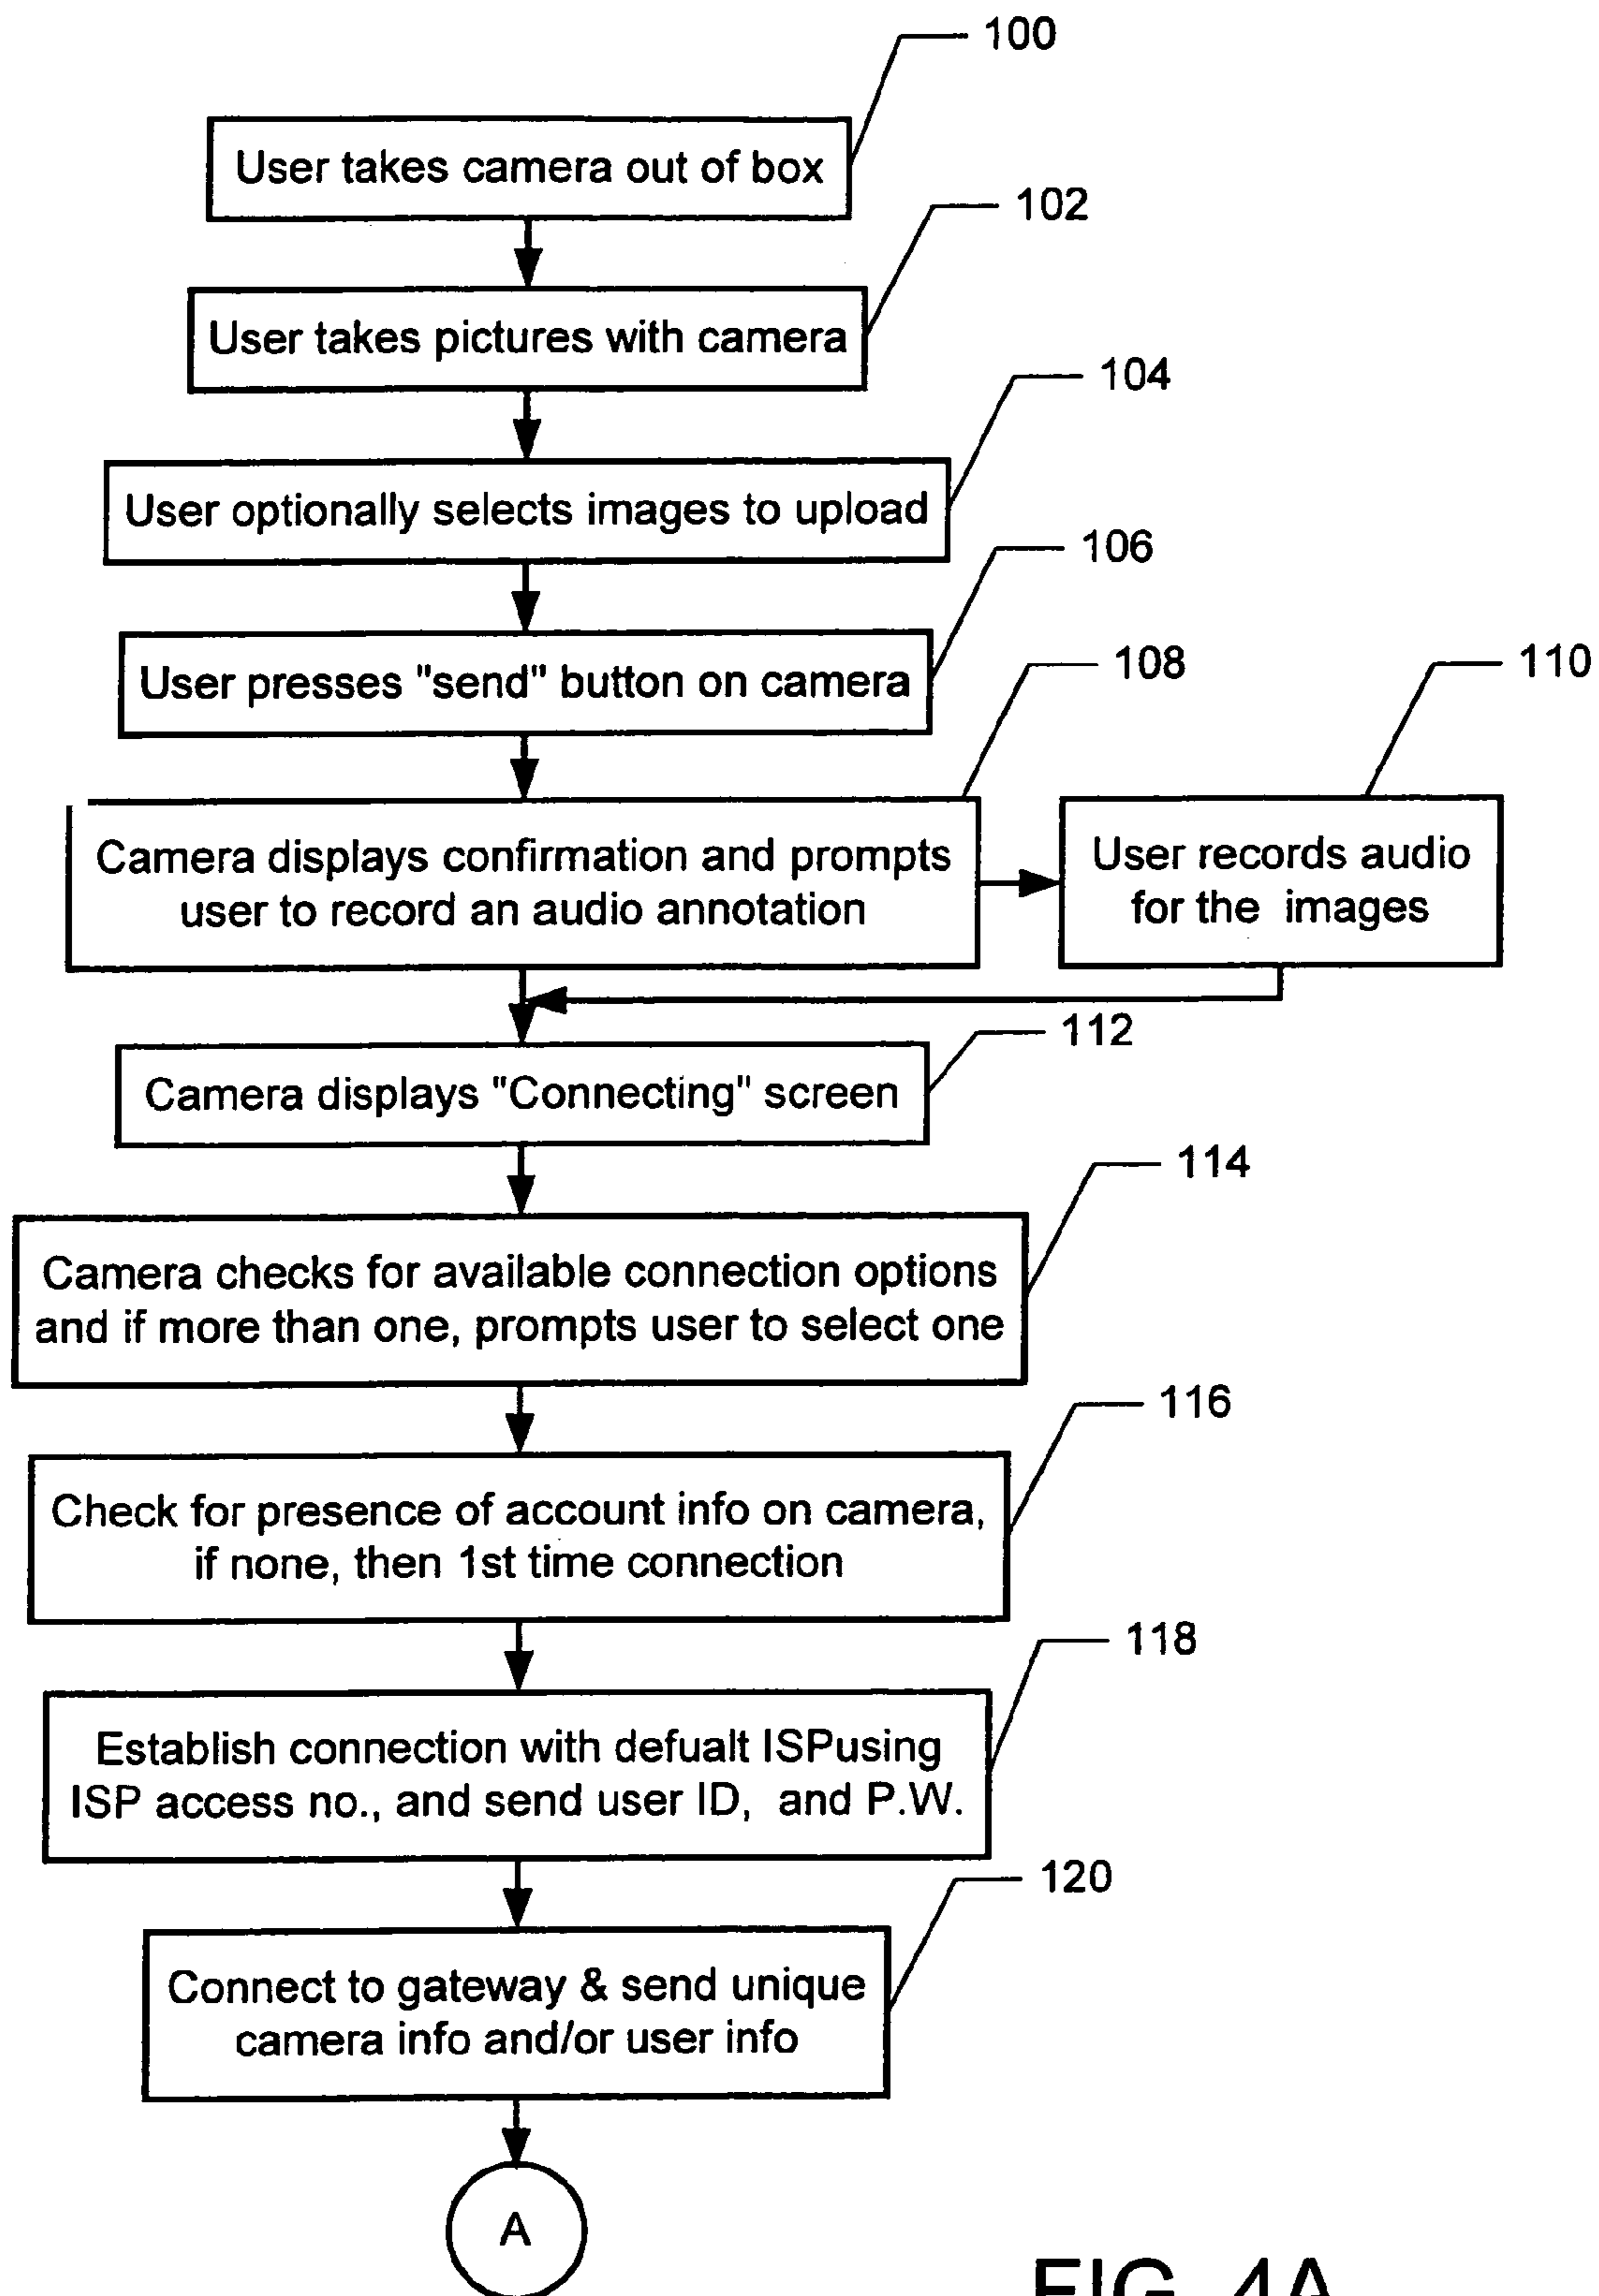 100
User takes camera out of box
102
User takes pictures with camera
104
User optionally selects images to upload
106
User presses "send" button on camera
108
110
Camera displays confirmation and prompts
user to record an audio annotation
User records audio
for the images
112
Camera displays "Connecting" screen
114
Camera checks for available connection options
and if more than one, prompts user to select one
116
Check for presence of account info on camera,
if none, then 1st time connection
118
Establish connection with defualt ISPusing
ISP access no., and send user ID, and P.W.
120
Connect to gateway & send unique
camera info and/or user info
A
FIG. 4A